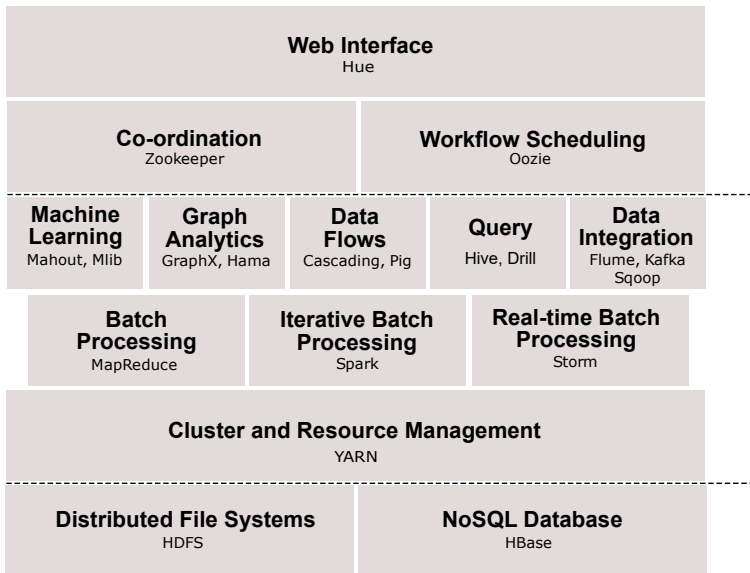 Web Interface
Hue
Co-ordination
Zookeeper
Workflow Scheduling
Oozie
Machine
Learning
Mahout, Mlib
Graph
Analytics
GraphX, Hama
Data
Flows
Cascading, Pig
Query
Hive, Drill
Data
Integration
Flume, Kafka
Sqoop
Batch
Processing
MapReduce
Iterative Batch
Processing
Spark
Real-time Batch
Processing
Storm
Cluster and Resource Management
YARN
Distributed File Systems
HDFS
NoSQL Database
HBase